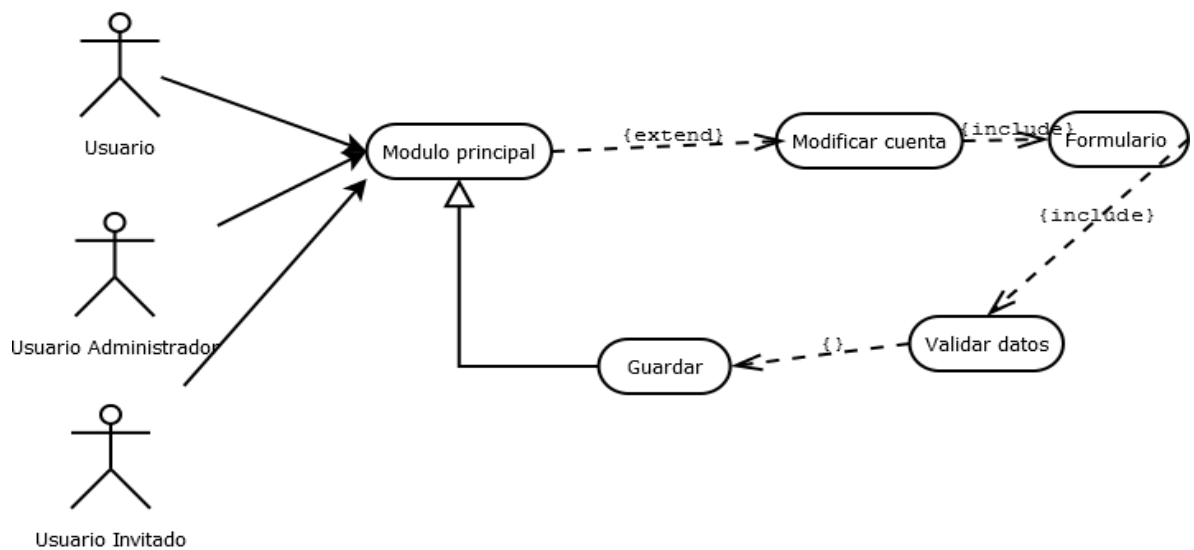 Usuario
Modulo principal
{extend}
Modificar cuenta
{include}
Formulario
{include}
Usuario Administrador
Guardar
{}
Validar datos
Usuario Invitado